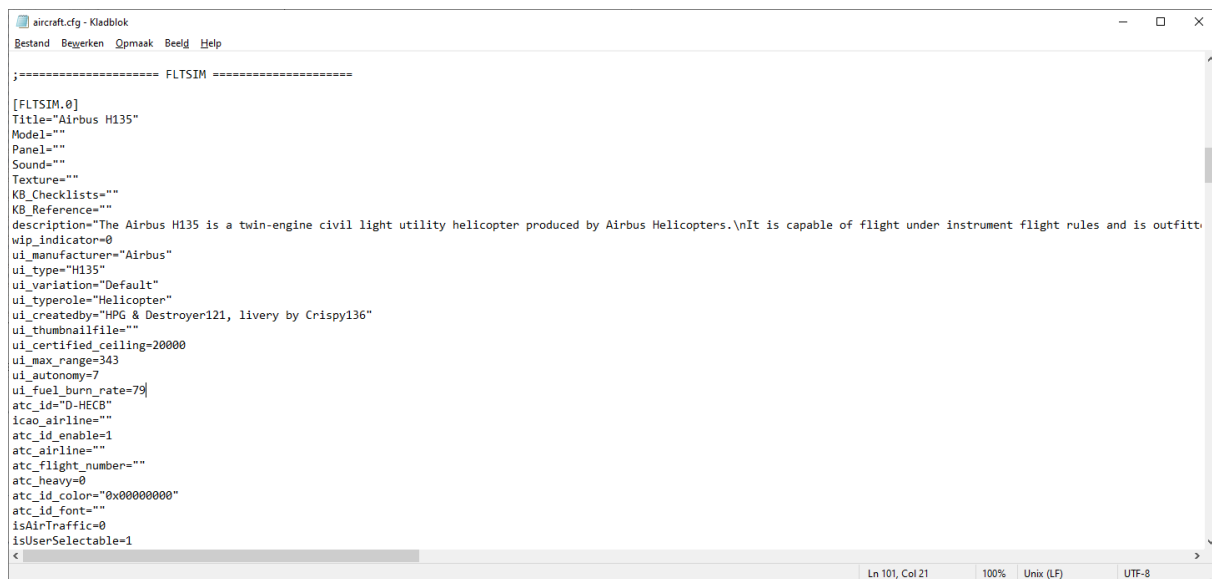 aircraft.cfg - Kladblok
Bestand Bewerken Opmaak Beeld Help
;===================== FLTSIM =====================
[FLTSIM.0]
Title="Airbus H135"
Model=""
Panel=""
Sound=""
Texture=""
KB_Checklists=""
KB_Reference=""
description="The Airbus H135 is a twin-engine civil light utility helicopter produced by Airbus Helicopters.\nIt is capable of flight under instrument flight rules and is outfitt
wip_indicator=0
ui_manufacturer="Airbus"
ui_type="H135"
ui_variation="Default"
ui_typerole="Helicopter"
ui_createdby="HPG & Destroyer121, livery by Crispy136"
ui_thumbnailfile=""
ui_certified_ceiling=20000
ui_max_range=343
ui_autonomy=7
ui_fuel_burn_rate=79
atc_id="D-HECB"
icao_airline=""
atc_id_enable=1
atc_airline=""
atc_flight_number=""
atc_heavy=0
atc_id_color="0x00000000"
atc_id_font=""
isAirTraffic=0
isUserSelectable=1
Ln 101, Col 21 100% Unix (LF) UTF-8